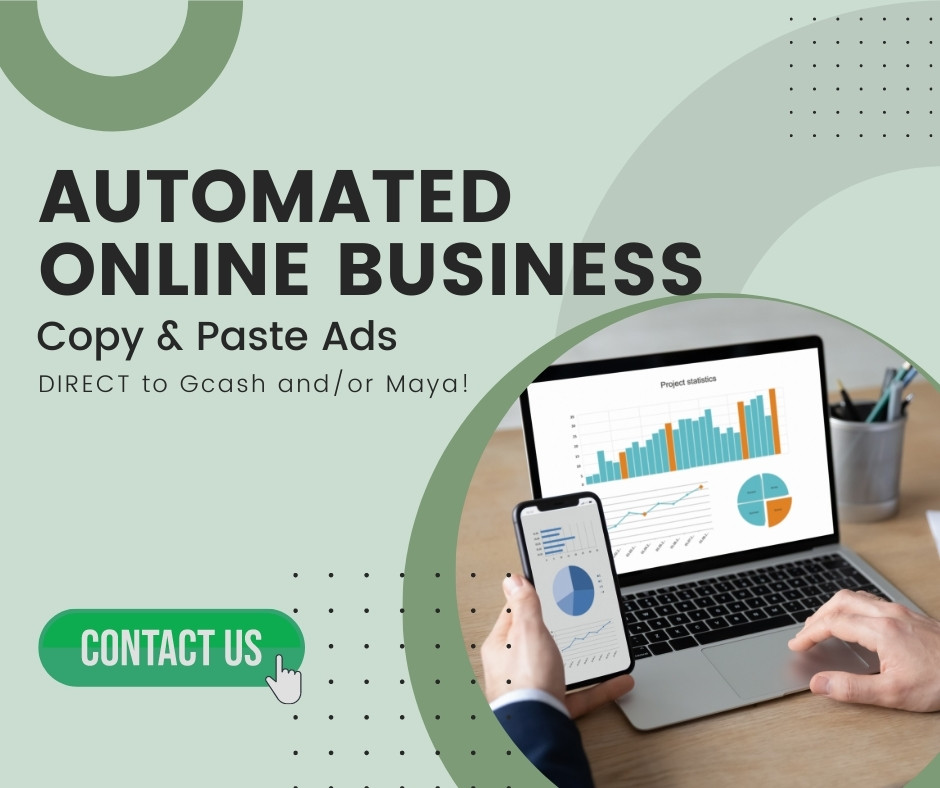 AUTOMATED
ONLINE BUSINESS
Copy & Paste Ads
DIRECT to Gcash and/or Maya!
Project statistics
CONTACT US